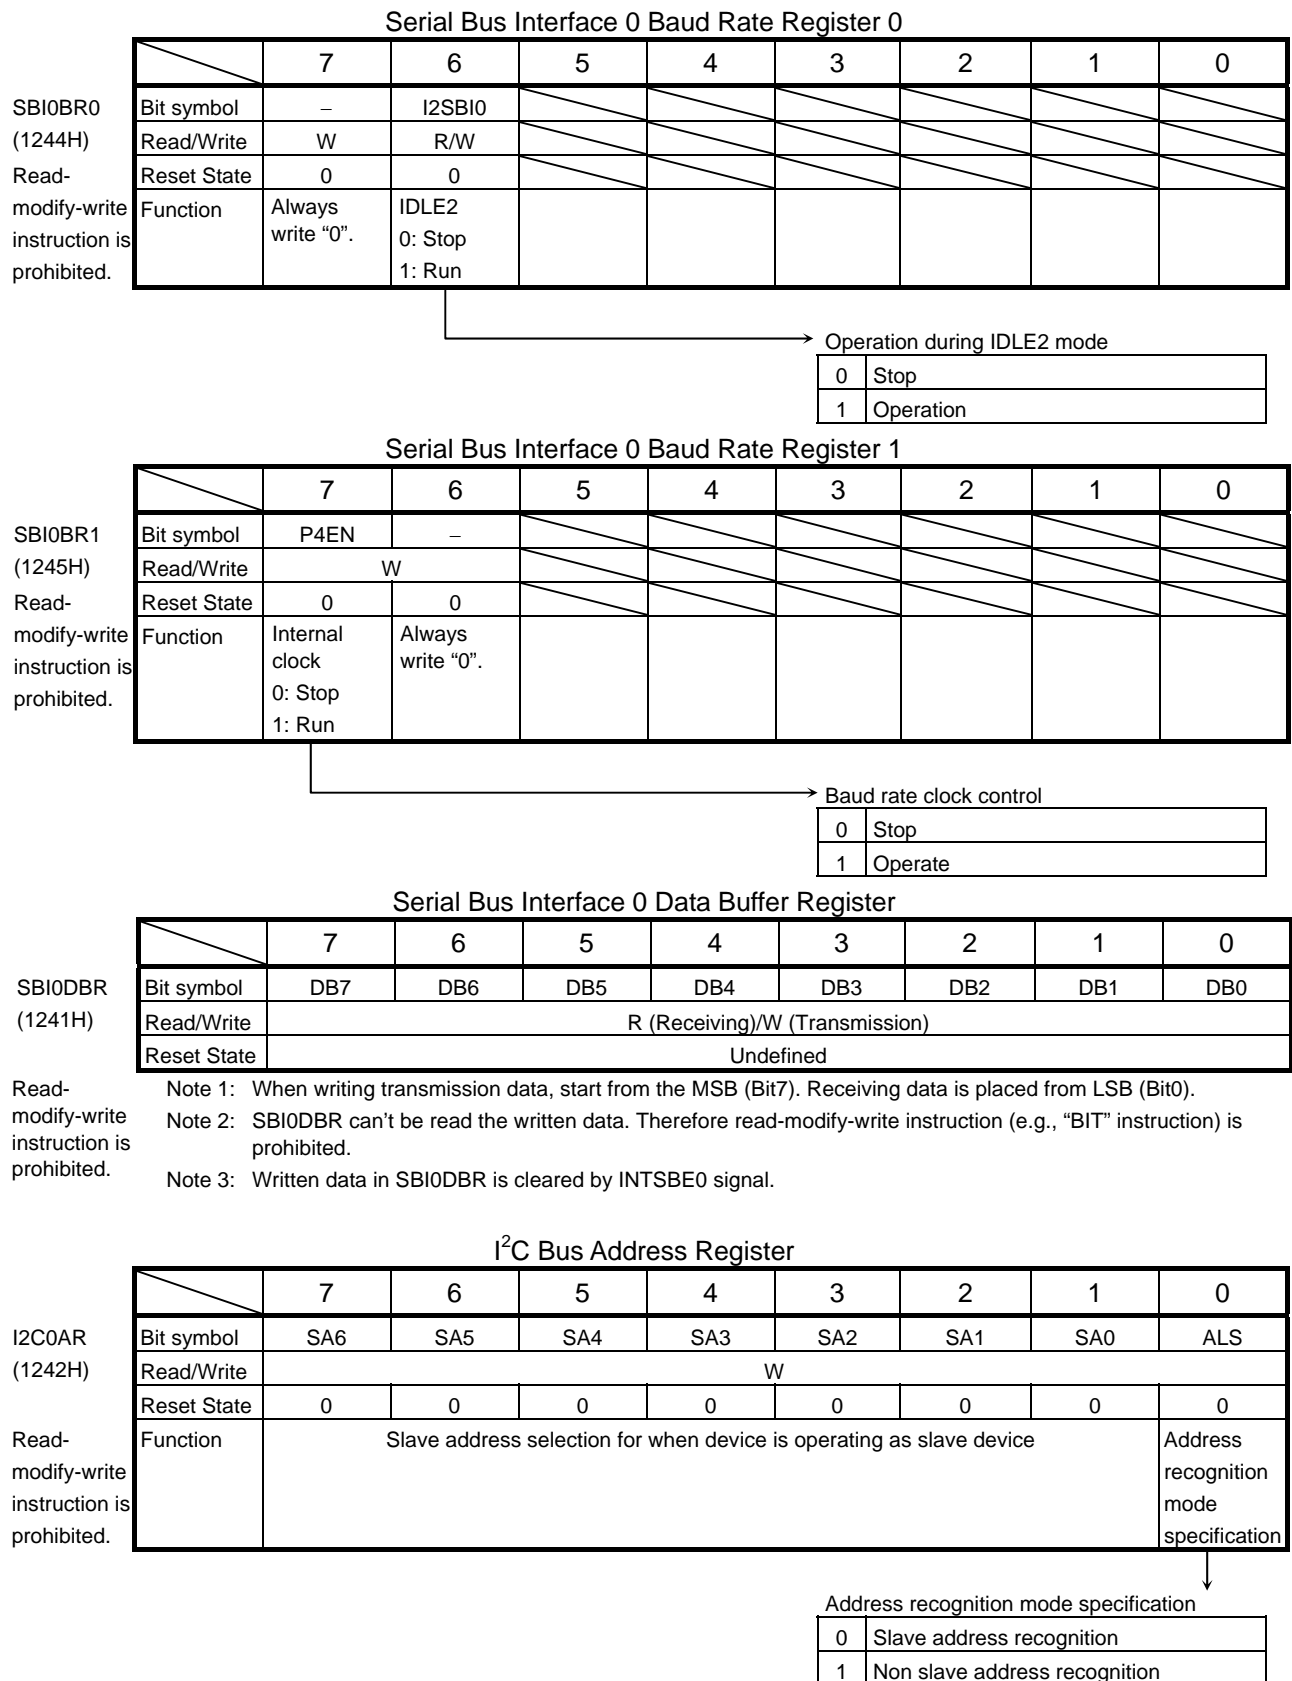 Serial Bus Interface 0 Baud Rate Register 0
7 6 5 4 3 2 1 0
SBI0BR0 Bit symbol – I2SBI0
(1244H) Read/Write W R/W
Read- Reset State 0 0
modify-write Function Always IDLE2
instruction is write “0”. 0: Stop
prohibited. 1: Run
Operation during IDLE2 mode
0 Stop
1 Operation
Serial Bus Interface 0 Baud Rate Register 1
7 6 5 4 3 2 1 0
SBI0BR1 Bit symbol P4EN –
(1245H) Read/Write W
Read- Reset State 0 0
modify-write Function Internal Always
instruction is clock write “0”.
prohibited. 0: Stop
1: Run
Baud rate clock control
0 Stop
1 Operate
Serial Bus Interface 0 Data Buffer Register
7 6 5 4 3 2 1 0
SBI0DBR Bit symbol DB7 DB6 DB5 DB4 DB3 DB2 DB1 DB0
(1241H) Read/Write R (Receiving)/W (Transmission)
Reset State Undefined
Read-
modify-write
instruction is
prohibited.
Note 1: When writing transmission data, start from the MSB (Bit7). Receiving data is placed from LSB (Bit0).
Note 2: SBI0DBR can’t be read the written data. Therefore read-modify-write instruction (e.g., “BIT” instruction) is
prohibited.
Note 3: Written data in SBI0DBR is cleared by INTSBE0 signal.
I²C Bus Address Register
7 6 5 4 3 2 1 0
I2C0AR Bit symbol SA6 SA5 SA4 SA3 SA2 SA1 SA0 ALS
(1242H) Read/Write W
Reset State 0 0 0 0 0 0 0 0
Read- Function Slave address selection for when device is operating as slave device Address
modify-write recognition
instruction is mode
prohibited. specification
Address recognition mode specification
0 Slave address recognition
1 Non slave address recognition